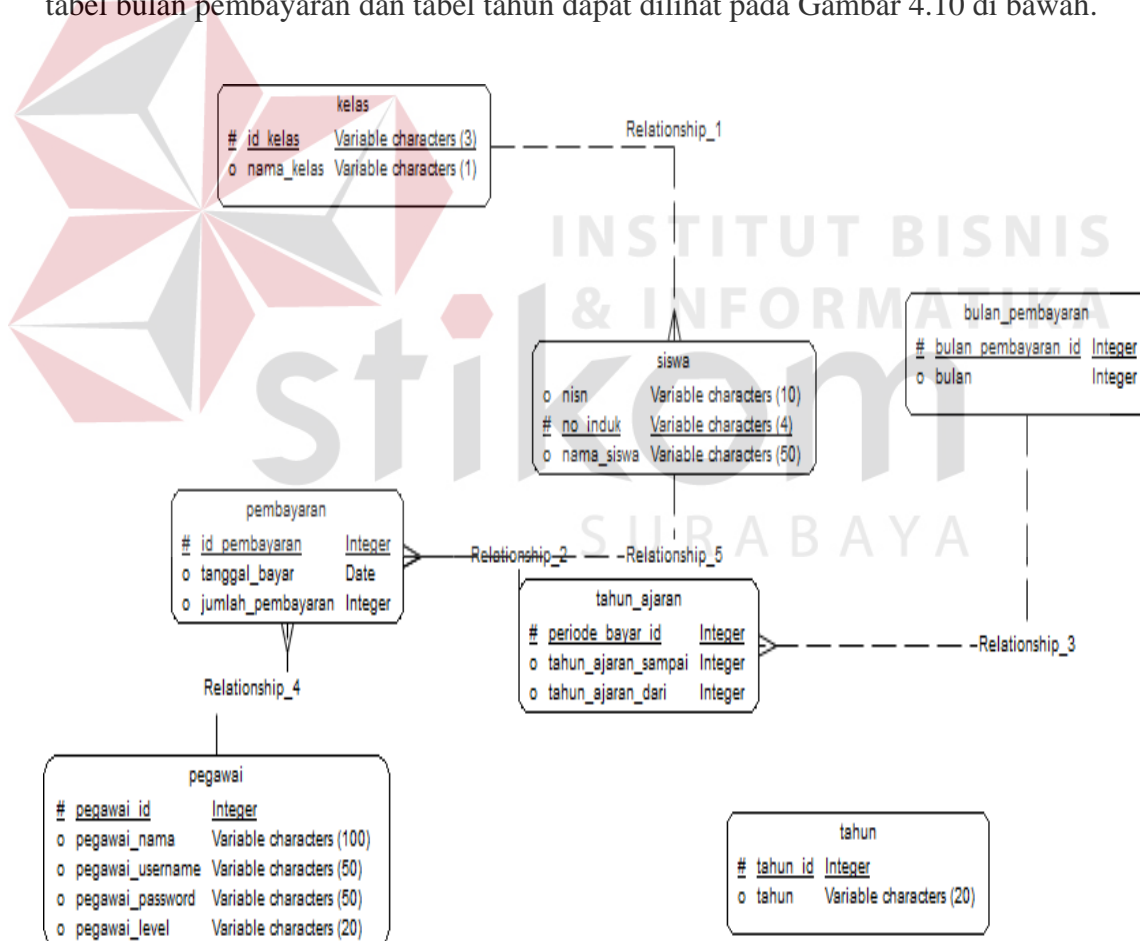 tabel bulan pembayaran dan tabel tahun dapat dilihat pada Gambar 4.10 di bawah.
kelas
# id_kelas Variable characters (3)
o nama_kelas Variable characters (1)
Relationship_1
INSTITUT BISNIS
& INFORMATIKA
stikom
SURABAYA
bulan_pembayaran
# bulan_pembayaran_id Integer
o bulan Integer
siswa
o nisn Variable characters (10)
# no_induk Variable characters (4)
o nama_siswa Variable characters (50)
pembayaran
# id_pembayaran Integer
o tanggal_bayar Date
o jumlah_pembayaran Integer
Relationship_2
Relationship_5
tahun_ajaran
# periode_bayar_id Integer
o tahun_ajaran_sampai Integer
o tahun_ajaran_dari Integer
Relationship_3
Relationship_4
pegawai
# pegawai_id Integer
o pegawai_nama Variable characters (100)
o pegawai_username Variable characters (50)
o pegawai_password Variable characters (50)
o pegawai_level Variable characters (20)
tahun
# tahun_id Integer
o tahun Variable characters (20)